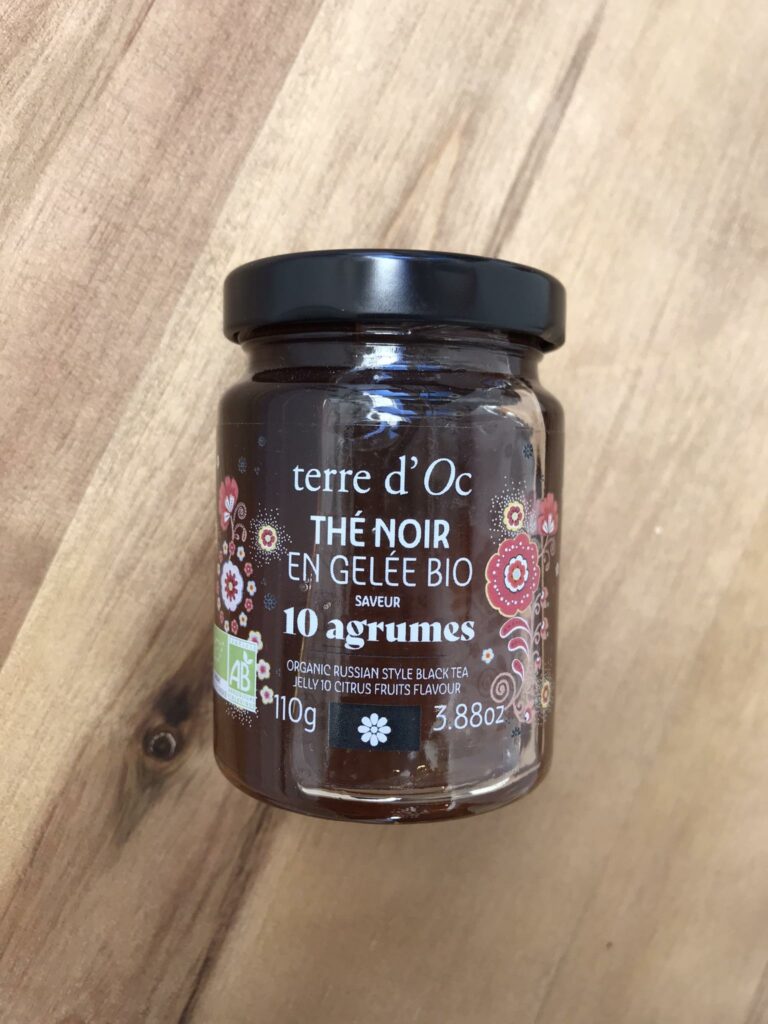 terre d'Oc
THÉ NOIR
EN GELÉE BIO
SAVEUR
10 agrumes
ORGANIC RUSSIAN STYLE BLACK TEA
JELLY 10 CITRUS FRUITS FLAVOUR
AB
110g
3.88oz